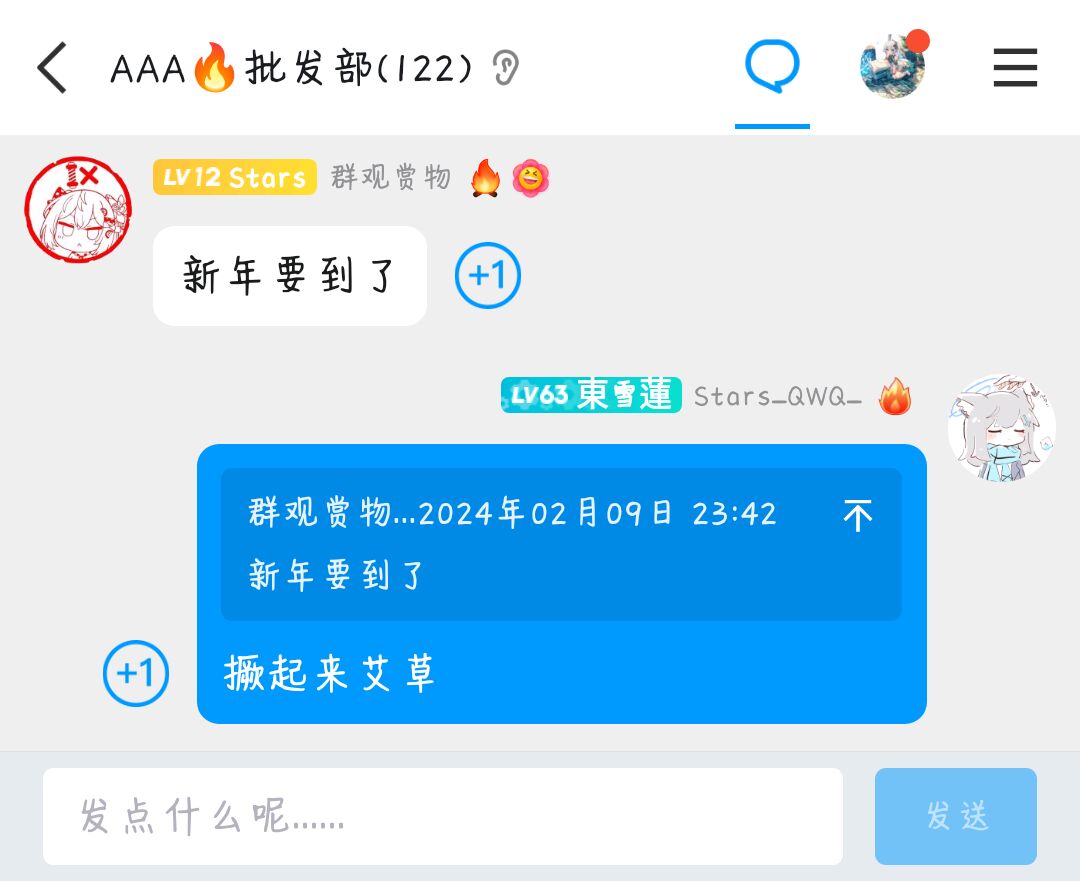 AAA🔥批发部(122)
1×
LV12 Stars 群观赏物
新年要到了
+1
LV63 東雪蓮 Stars_QWQ_
群观赏物...2024年02月09日 23:42
新年要到了
撅起来艾草
+1
发点什么呢......
发送